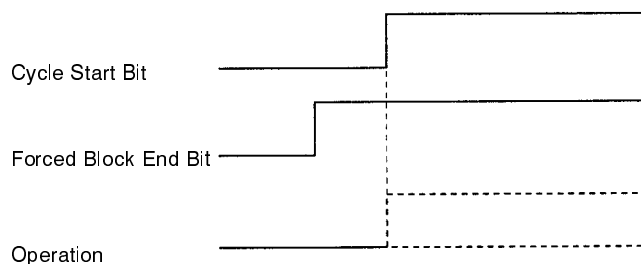 Cycle Start Bit
Forced Block End Bit
Operation